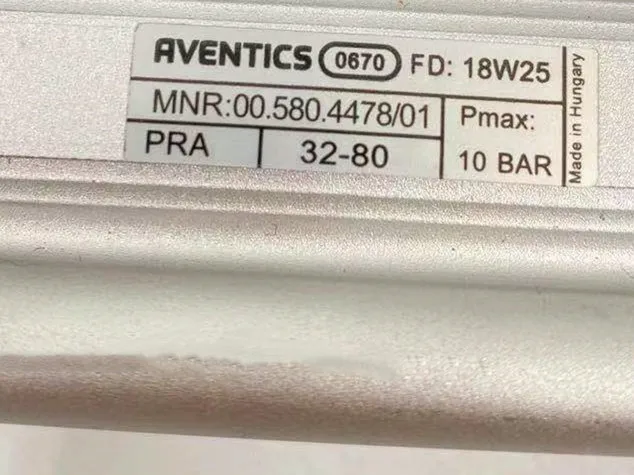 AVENTICS 0670 FD: 18W25
MNR:00.580.4478/01
Pmax:
PRA 32-80
10 BAR
Made in Hungary